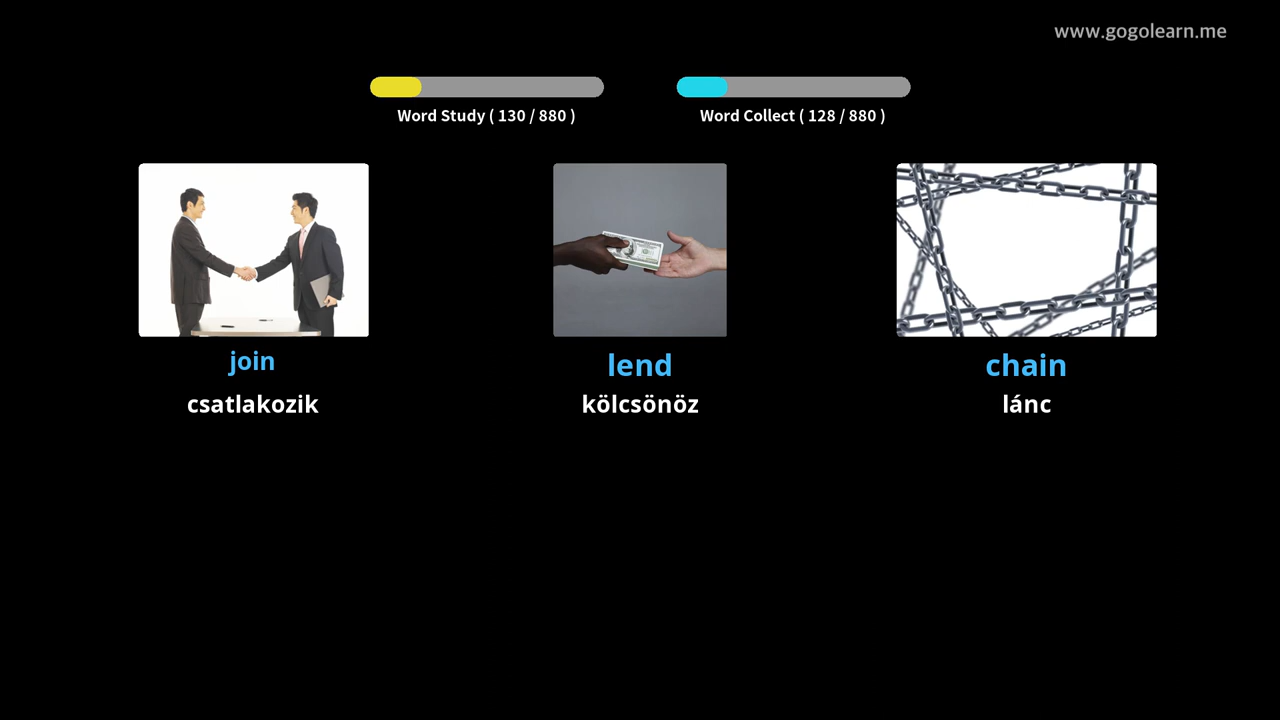 www.gogolearn.me
Word Study ( 130 / 880 )
Word Collect ( 128 / 880 )
join
lend
chain
csatlakozik
kölcsönöz
lánc